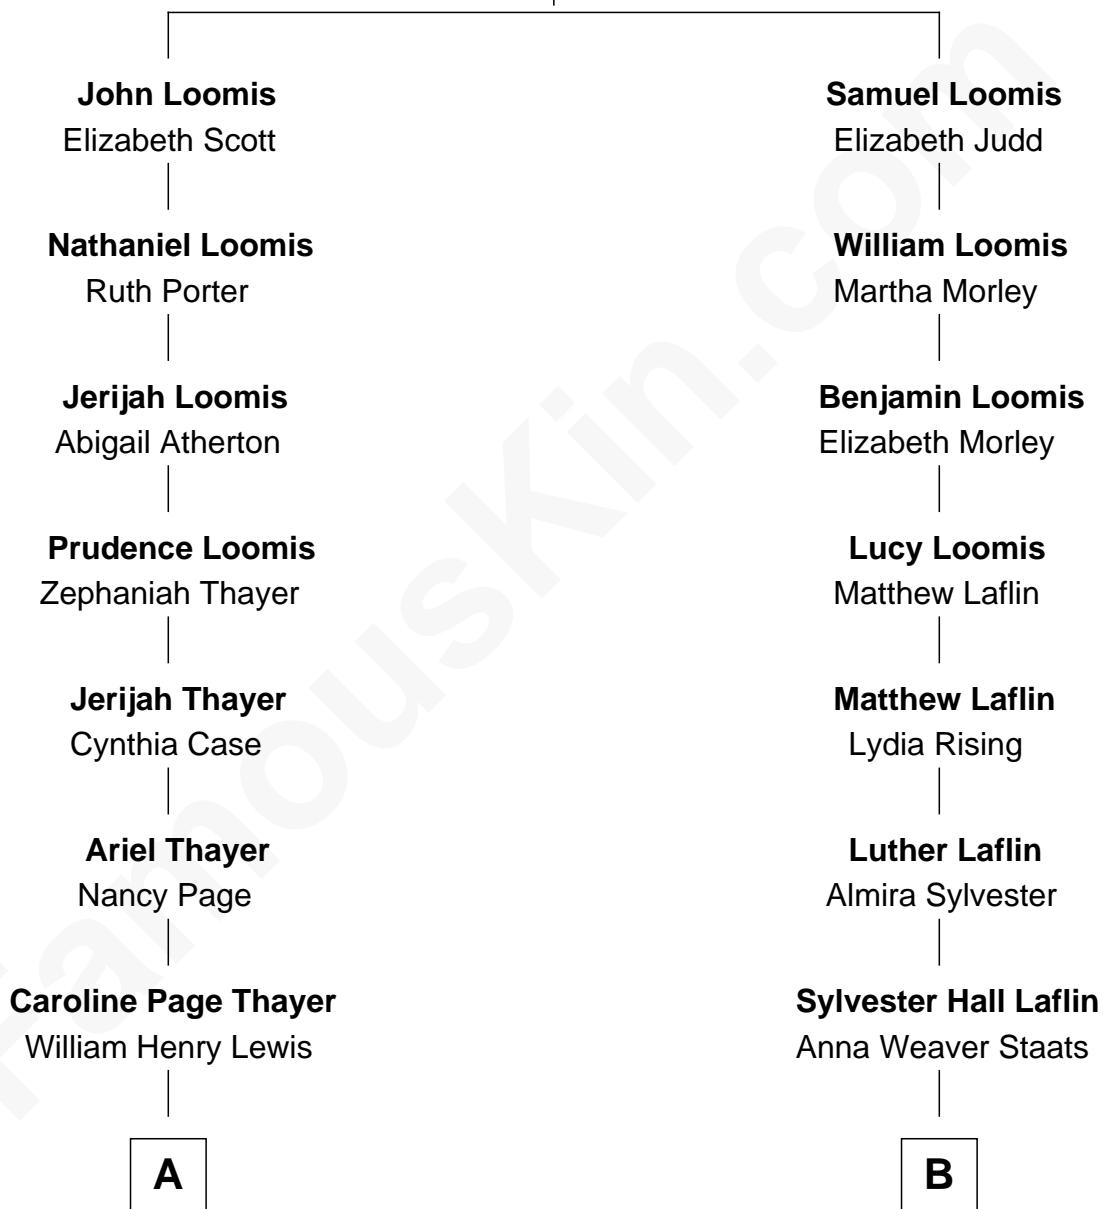 John Loomis
Elizabeth Scott
Nathaniel Loomis
Ruth Porter
Jerijah Loomis
Abigail Atherton
Prudence Loomis
Zephaniah Thayer
Jerijah Thayer
Cynthia Case
Ariel Thayer
Nancy Page
Caroline Page Thayer
William Henry Lewis
A
Samuel Loomis
Elizabeth Judd
William Loomis
Martha Morley
Benjamin Loomis
Elizabeth Morley
Lucy Loomis
Matthew Laflin
Matthew Laflin
Lydia Rising
Luther Laflin
Almira Sylvester
Sylvester Hall Laflin
Anna Weaver Staats
B
FamousKin.com